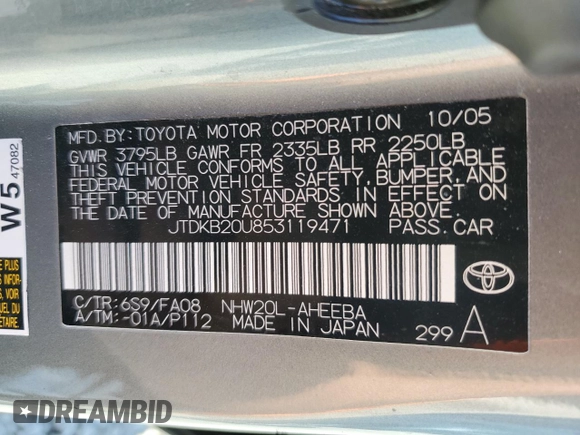 MFD. BY: TOYOTA MOTOR CORPORATION 10/05
GVWR 3795LB GAWR FR 2335LB RR 2250LB
THIS VEHICLE CONFORMS TO ALL APPLICABLE
FEDERAL MOTOR VEHICLE SAFETY, BUMPER, AND
THEFT PREVENTION STANDARDS IN EFFECT ON
THE DATE OF MANUFACTURE SHOWN ABOVE.
JTDKB20U853119471 PASS. CAR
C/TR: 6S9/FA08 NHW20L-AHEEBA
A/TM: -01A/P112 MADE IN JAPAN 299 A
W5 47082
E PLUS
INFOR-
DREAMBID